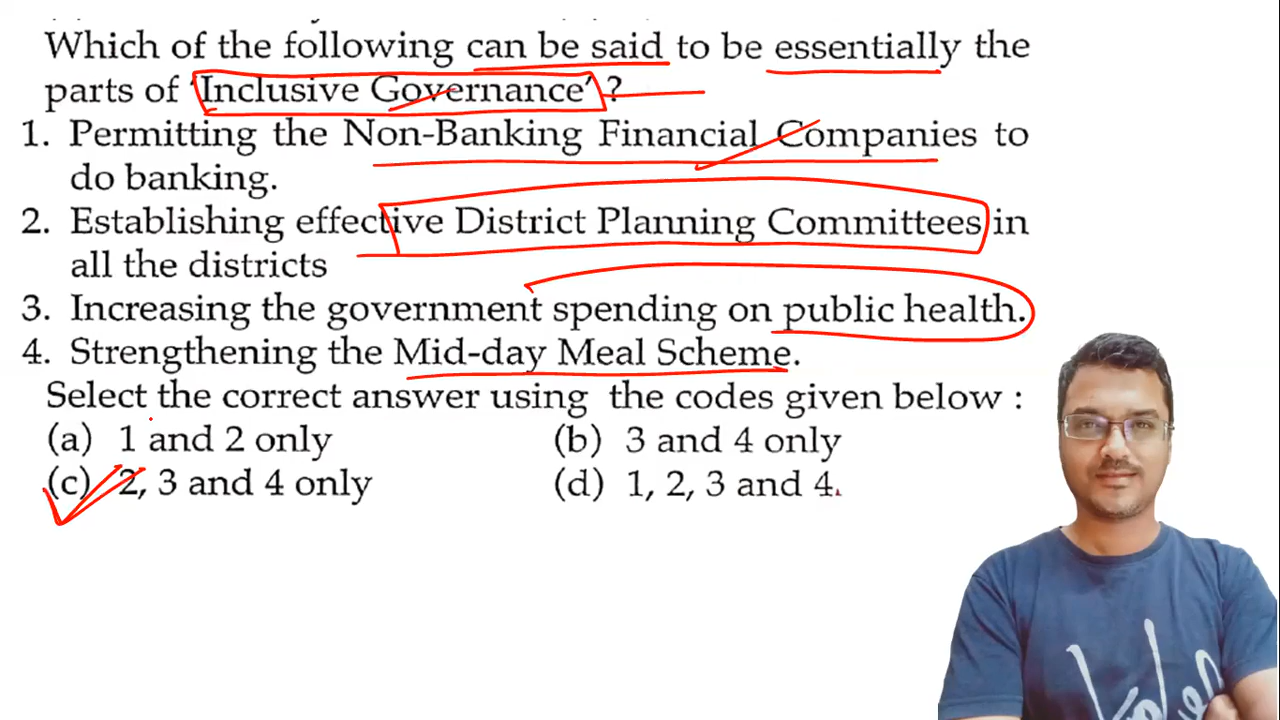 Which of the following can be said to be essentially the
parts of 'Inclusive Governance' ?
1. Permitting the Non-Banking Financial Companies to
do banking.
2. Establishing effective District Planning Committees in
all the districts
3. Increasing the government spending on public health.
4. Strengthening the Mid-day Meal Scheme.
Select the correct answer using the codes given below :
(a) 1 and 2 only (b) 3 and 4 only
(c) 2, 3 and 4 only (d) 1, 2, 3 and 4.